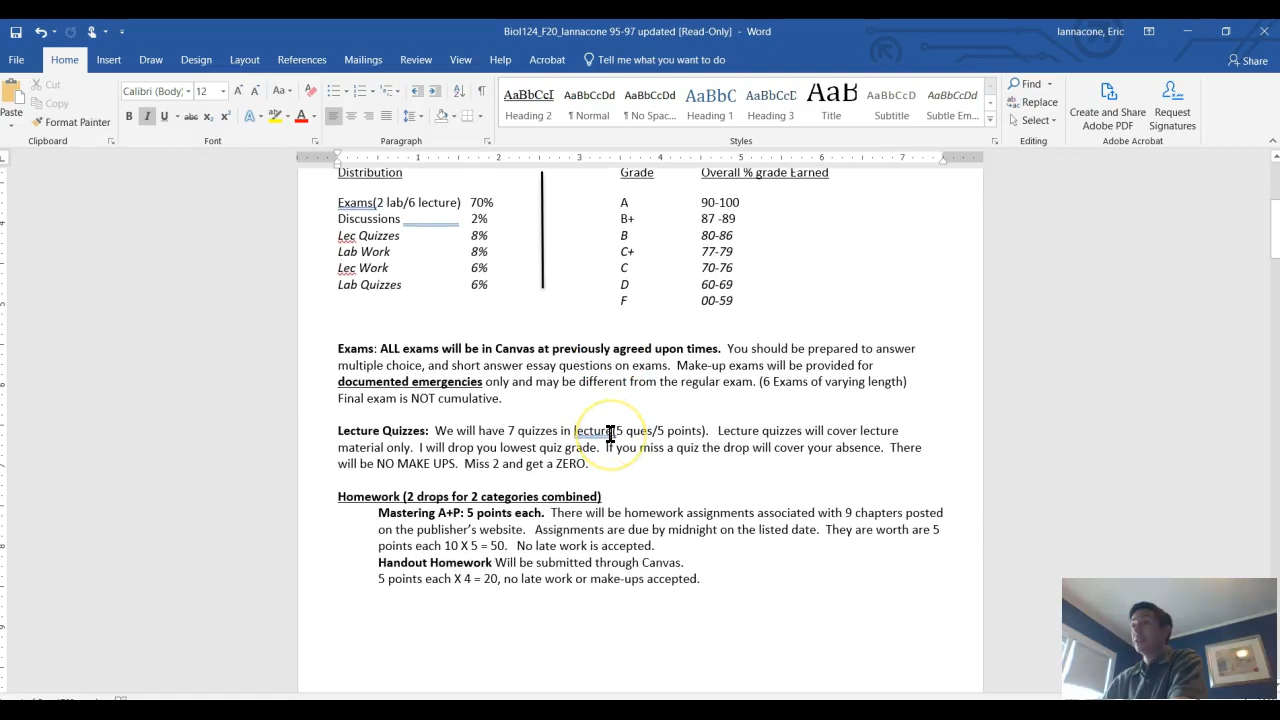 Biol124_F20_Iannacone 95-97 updated [Read-Only] - Word
Iannacone, Eric
File Home Insert Draw Design Layout References Mailings Review View Help Acrobat Tell me what you want to do Share
Paste
Cut
Copy
Format Painter
Calibri (Body) 12
AaBbCcI AaBbCcDd AaBbCcDd AaBbC AaBbCcD AaB AaBbCcD AaBbCcDd
Heading 2 ¶ Normal ¶ No Spac... Heading 1 Heading 3 Title Subtitle Subtle Em...
Find
Replace
Select
Create and Share Adobe PDF
Request Signatures
Clipboard Font Paragraph Styles Editing Adobe Acrobat
1 2 3 4 5 6 7
Distribution Grade Overall % grade Earned
Exams(2 lab/6 lecture) 70% A 90-100
Discussions 2% B+ 87 -89
Lec Quizzes 8% B 80-86
Lab Work 8% C+ 77-79
Lec Work 6% C 70-76
Lab Quizzes 6% D 60-69
F 00-59
Exams: ALL exams will be in Canvas at previously agreed upon times. You should be prepared to answer
multiple choice, and short answer essay questions on exams. Make-up exams will be provided for
documented emergencies only and may be different from the regular exam. (6 Exams of varying length)
Final exam is NOT cumulative.
Lecture Quizzes: We will have 7 quizzes in lecture(5 ques/5 points). Lecture quizzes will cover lecture
material only. I will drop you lowest quiz grade. If you miss a quiz the drop will cover your absence. There
will be NO MAKE UPS. Miss 2 and get a ZERO.
Homework (2 drops for 2 categories combined)
Mastering A+P: 5 points each. There will be homework assignments associated with 9 chapters posted
on the publisher's website. Assignments are due by midnight on the listed date. They are worth are 5
points each 10 X 5 = 50. No late work is accepted.
Handout Homework Will be submitted through Canvas.
5 points each X 4 = 20, no late work or make-ups accepted.